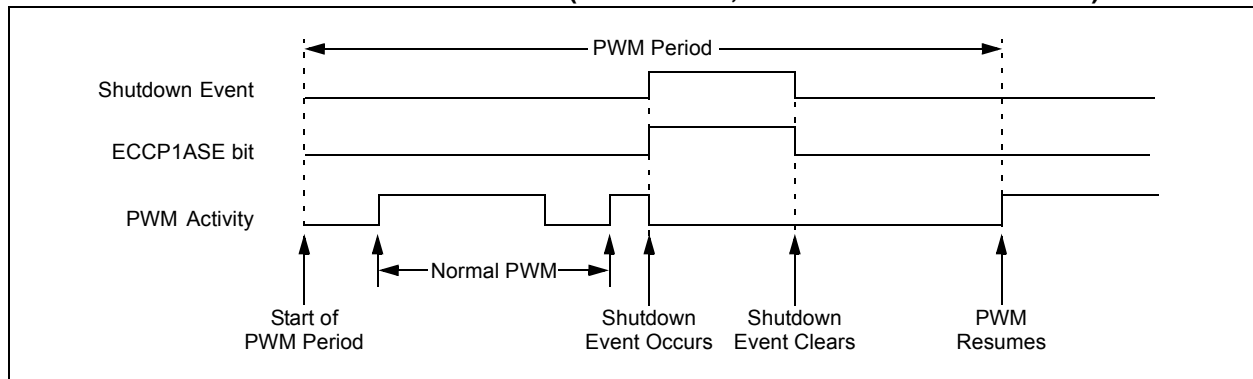 PWM Period
Shutdown Event
ECCP1ASE bit
PWM Activity
Normal PWM
Start of
PWM Period
Shutdown
Event Occurs
Shutdown
Event Clears
PWM
Resumes